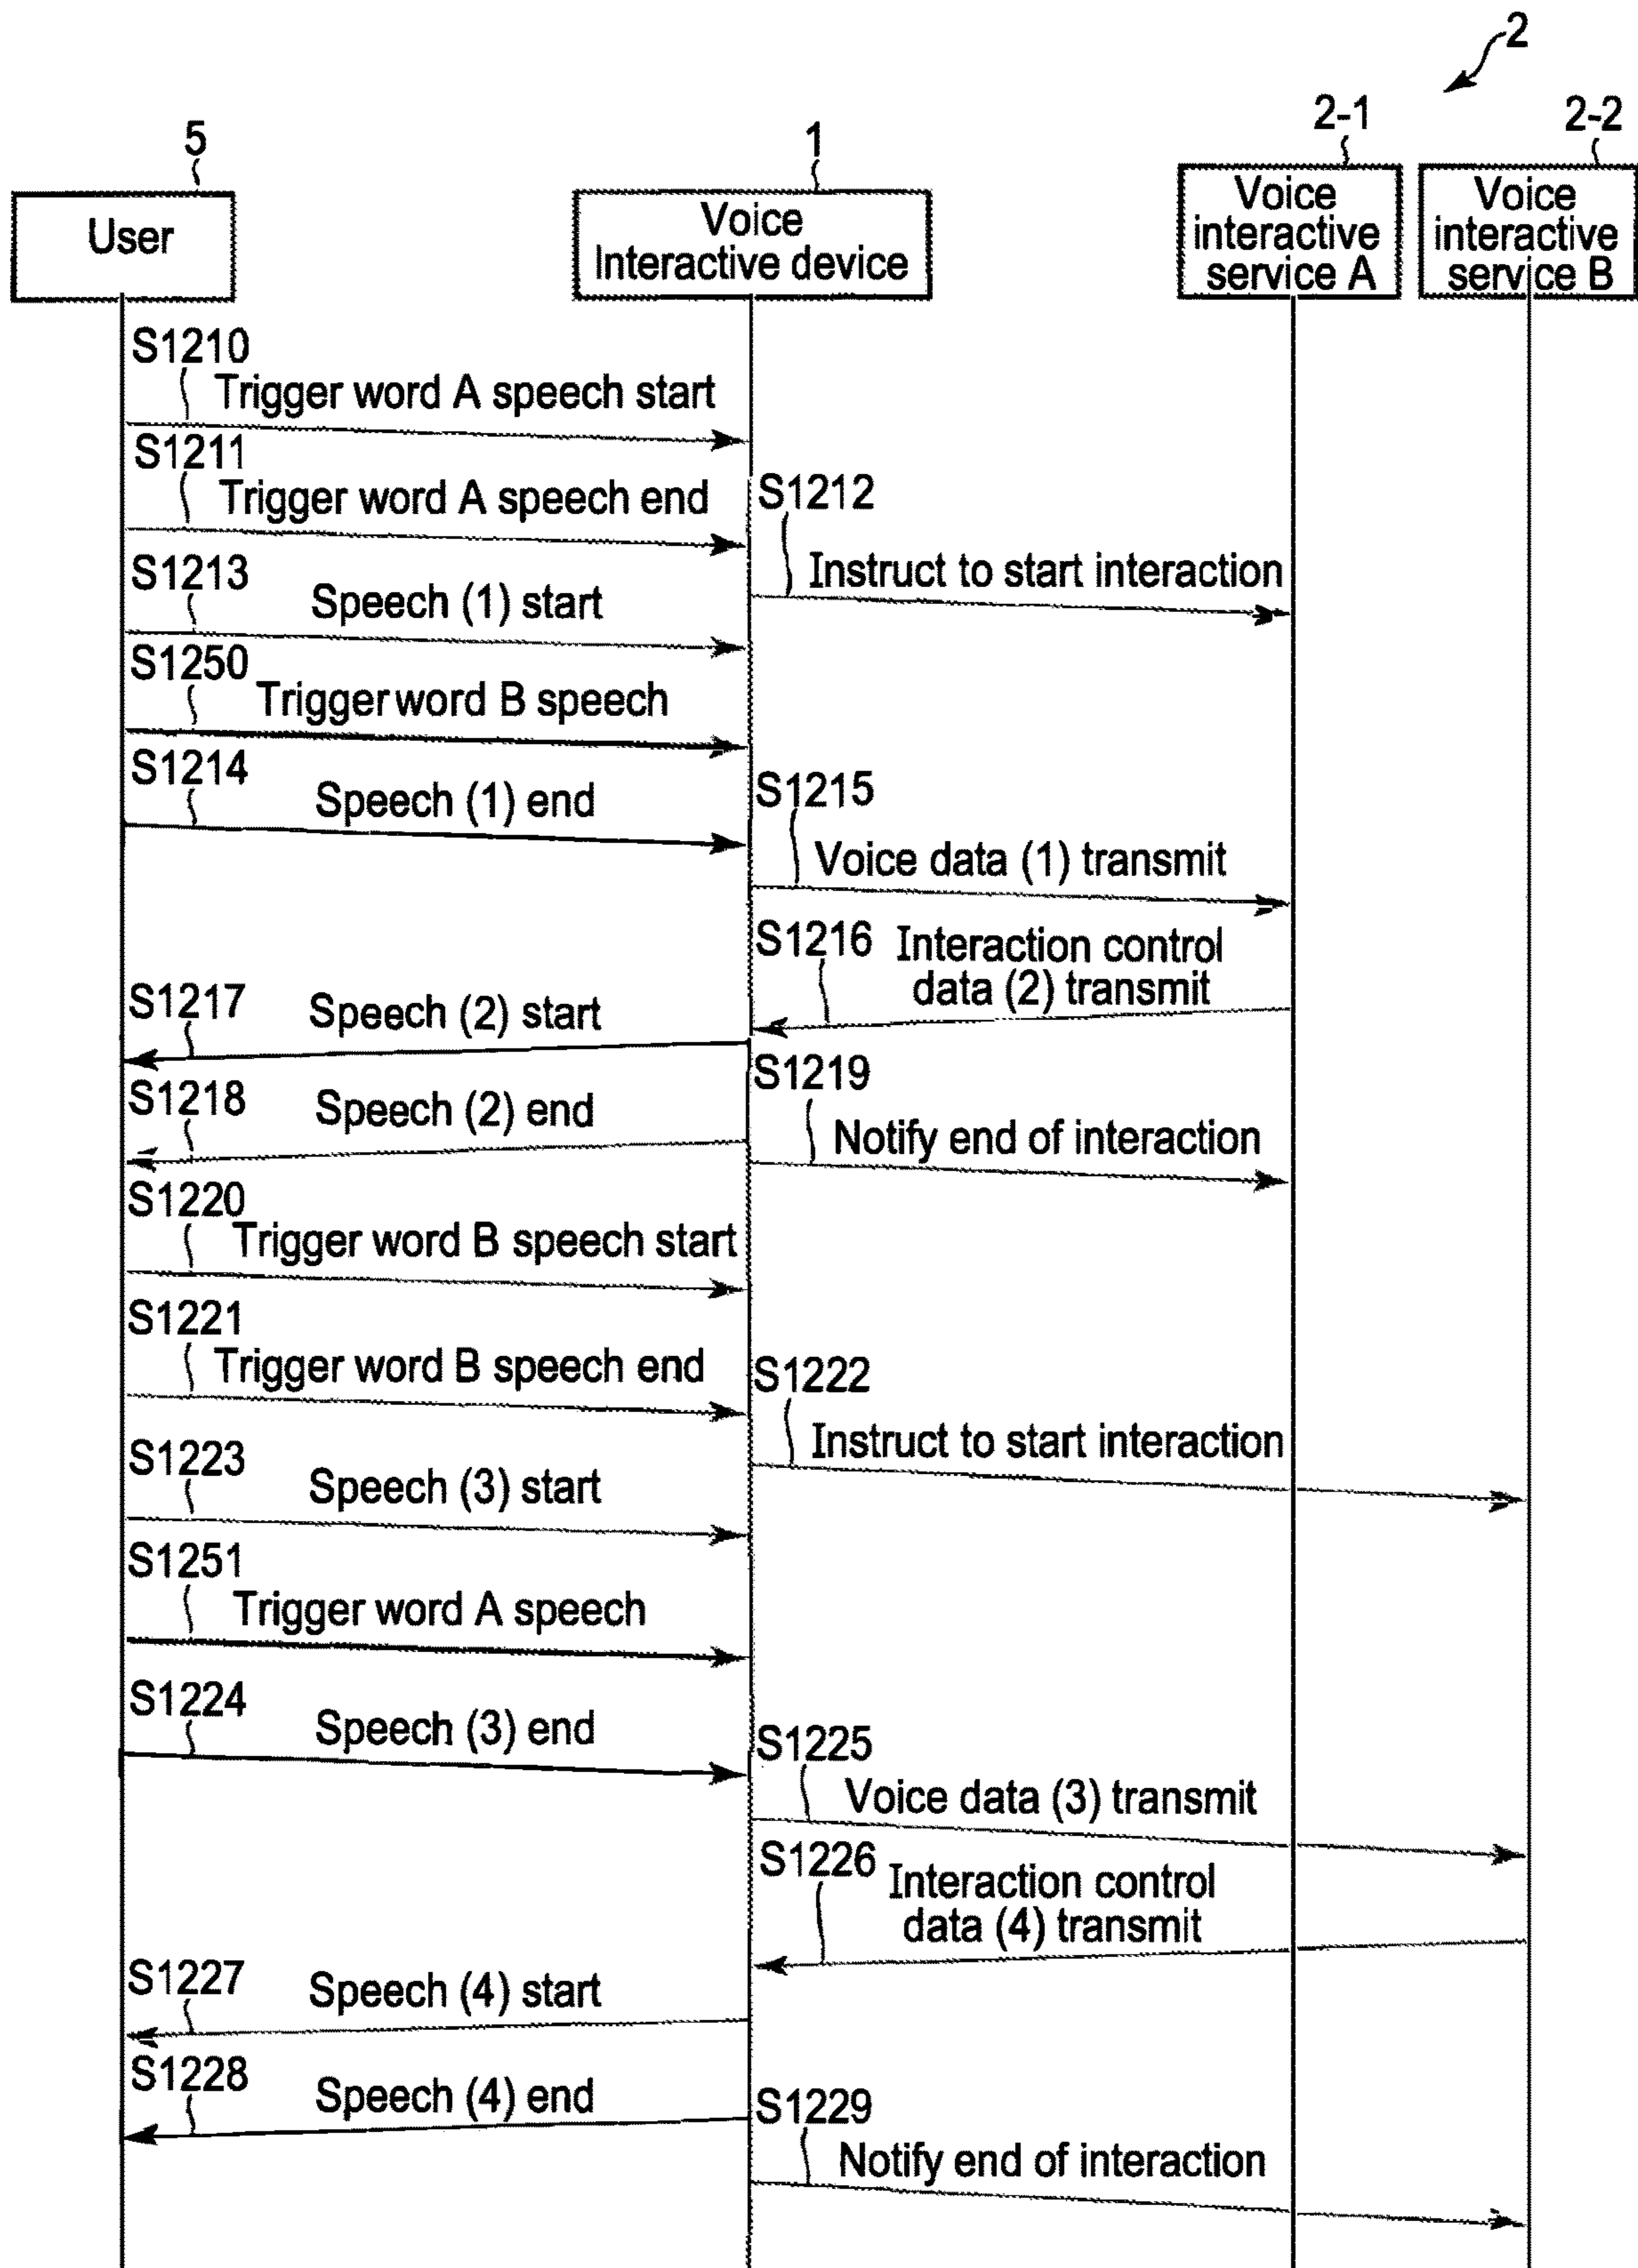 2
5
1
2-1
2-2
User
Voice
Interactive device
Voice
interactive
service A
Voice
interactive
service B
S1210
Trigger word A speech start
S1211
Trigger word A speech end
S1212
Instruct to start interaction
S1213
Speech (1) start
S1250
Trigger word B speech
S1214
Speech (1) end
S1215
Voice data (1) transmit
S1216
Interaction control
data (2) transmit
S1217
Speech (2) start
S1218
Speech (2) end
S1219
Notify end of interaction
S1220
Trigger word B speech start
S1221
Trigger word B speech end
S1222
Instruct to start interaction
S1223
Speech (3) start
S1251
Trigger word A speech
S1224
Speech (3) end
S1225
Voice data (3) transmit
S1226
Interaction control
data (4) transmit
S1227
Speech (4) start
S1228
Speech (4) end
S1229
Notify end of interaction